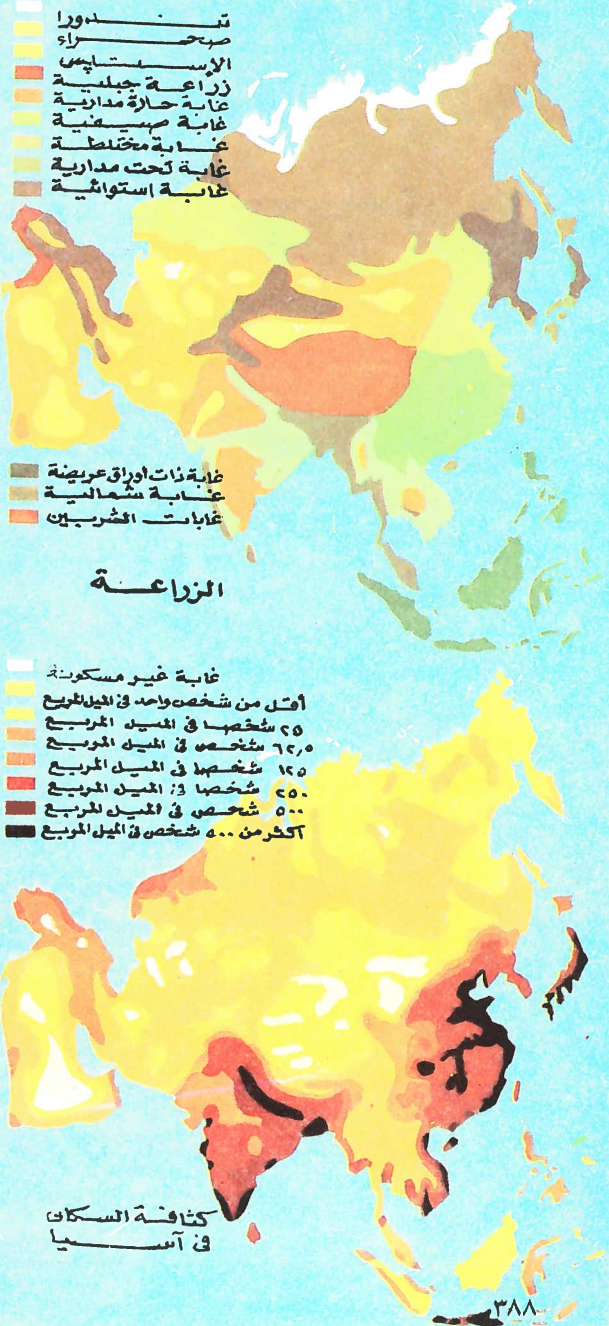 تندورا
صحراء
الإستبس
زراعة جبلية
غابة حارة مدارية
غابة صيفية
غابة مختلطة
غابة تحت مدارية
غابة استوائية
غابة ذات أوراق عريضة
غابة شمالية
غابات الشربين
الزراعة
غابة غير مسكونة
أقل من شخص واحد في الميل المربع
٢٥ شخصا في الميل المربع
٦٢,٥ شخص في الميل المربع
١٢٥ شخصا في الميل المربع
٢٥٠ شخصا في الميل المربع
٥٠٠ شخص في الميل المربع
أكثر من ٥٠٠ شخص في الميل المربع
كثافة السكان
في آسيا
٣٨٨